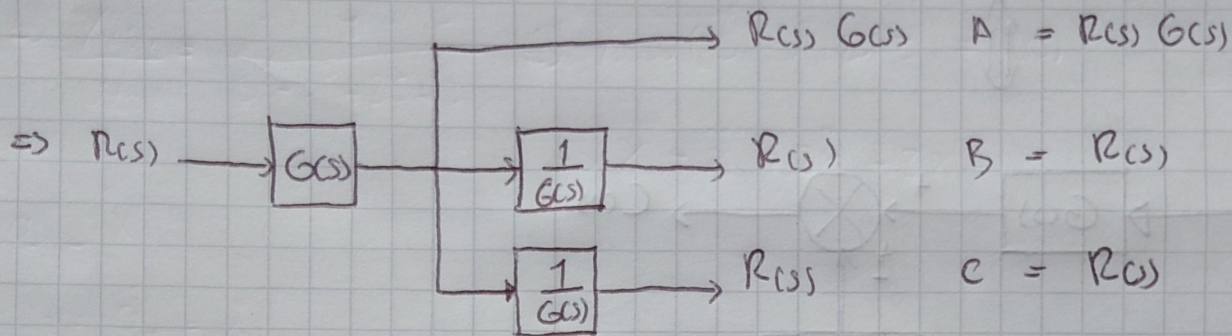 R(s) G(s) A = R(s) G(s)
=> R(s) G(s) 1/G(s) R(s) B = R(s)
1/G(s) R(s) C = R(s)